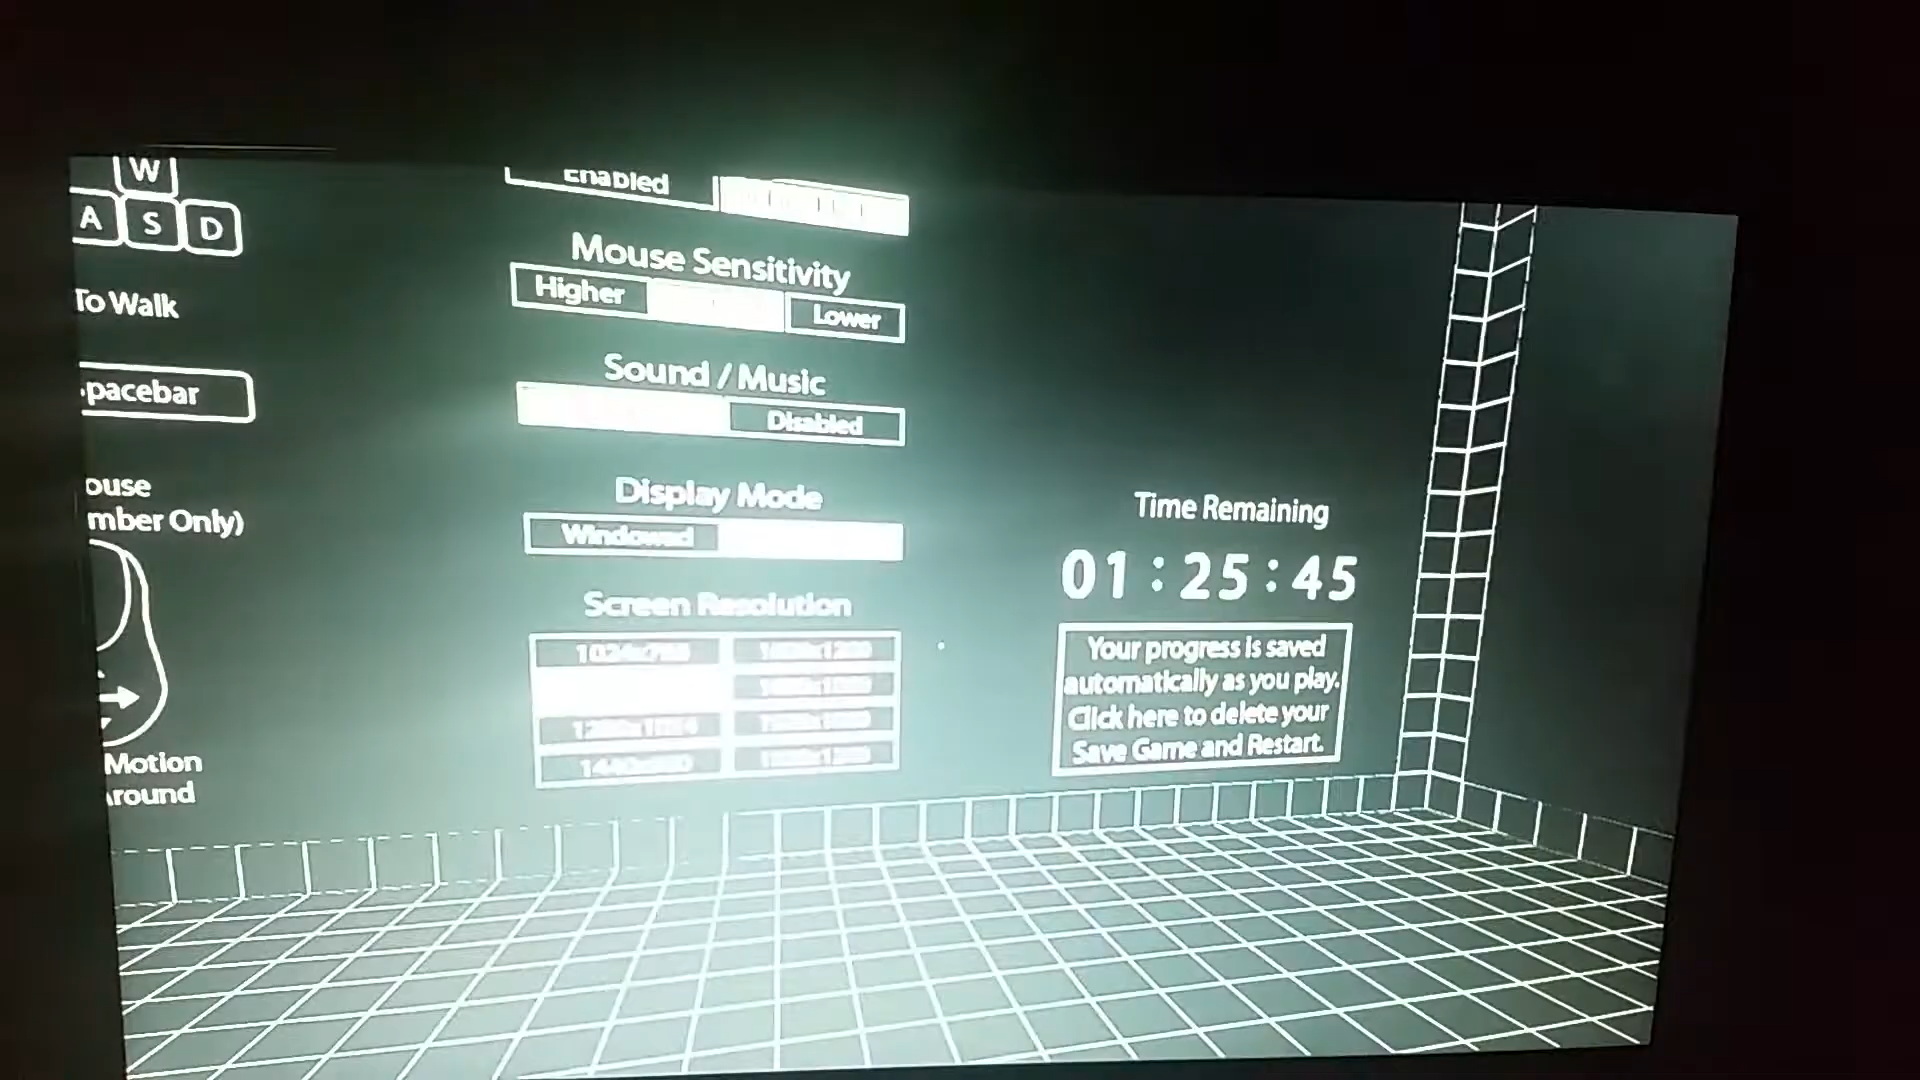 W
A S D
To Walk
pacebar
ouse
mber Only)
Motion
round
Enabled
Mouse Sensitivity
Higher
Lower
Sound / Music
Disabled
Display Mode
Windowed
Screen Resolution
Time Remaining
01:25:45
Your progress is saved
automatically as you play.
Click here to delete your
Save Game and Restart.